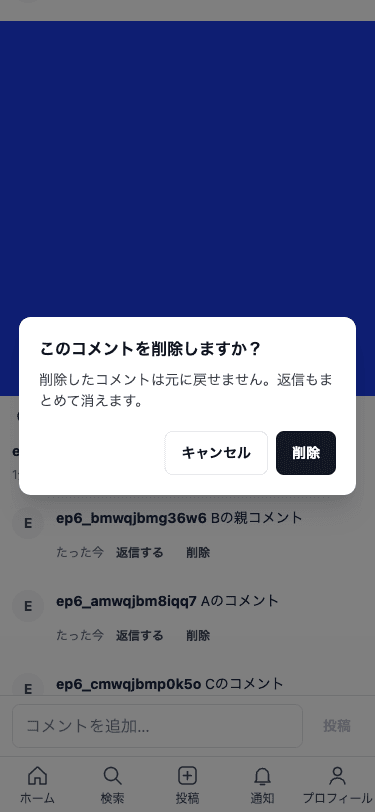 このコメントを削除しますか？
削除したコメントは元に戻せません。返信もま
とめて消えます。
キャンセル
削除
E
ep6_bmwqjbmg36w6 Bの親コメント
たった今 返信する 削除
E
ep6_amwqjbm8iqq7 Aのコメント
たった今 返信する 削除
E
ep6_cmwqjbmp0k5o Cのコメント
コメントを追加...
投稿
ホーム 検索 投稿 通知 プロフィール